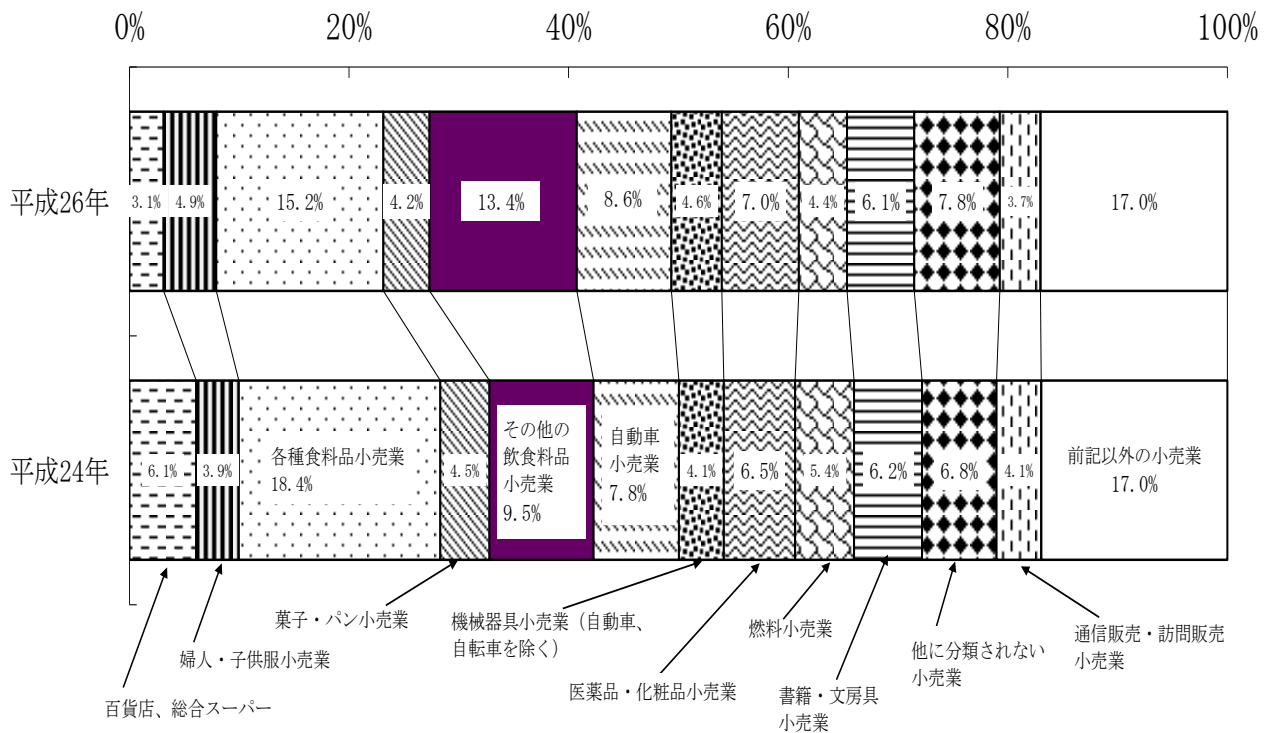 0%
20%
40%
60%
80%
100%
平成26年
3.1%
4.9%
15.2%
4.2%
13.4%
8.6%
4.6%
7.0%
4.4%
6.1%
7.8%
3.7%
17.0%
平成24年
6.1%
3.9%
各種食料品小売業
18.4%
4.5%
その他の
飲食料品
小売業
9.5%
自動車
小売業
7.8%
4.1%
6.5%
5.4%
6.2%
6.8%
4.1%
前記以外の小売業
17.0%
百貨店、総合スーパー
婦人・子供服小売業
菓子・パン小売業
機械器具小売業（自動車、
自転車を除く）
医薬品・化粧品小売業
燃料小売業
書籍・文房具
小売業
他に分類されない
小売業
通信販売・訪問販売
小売業